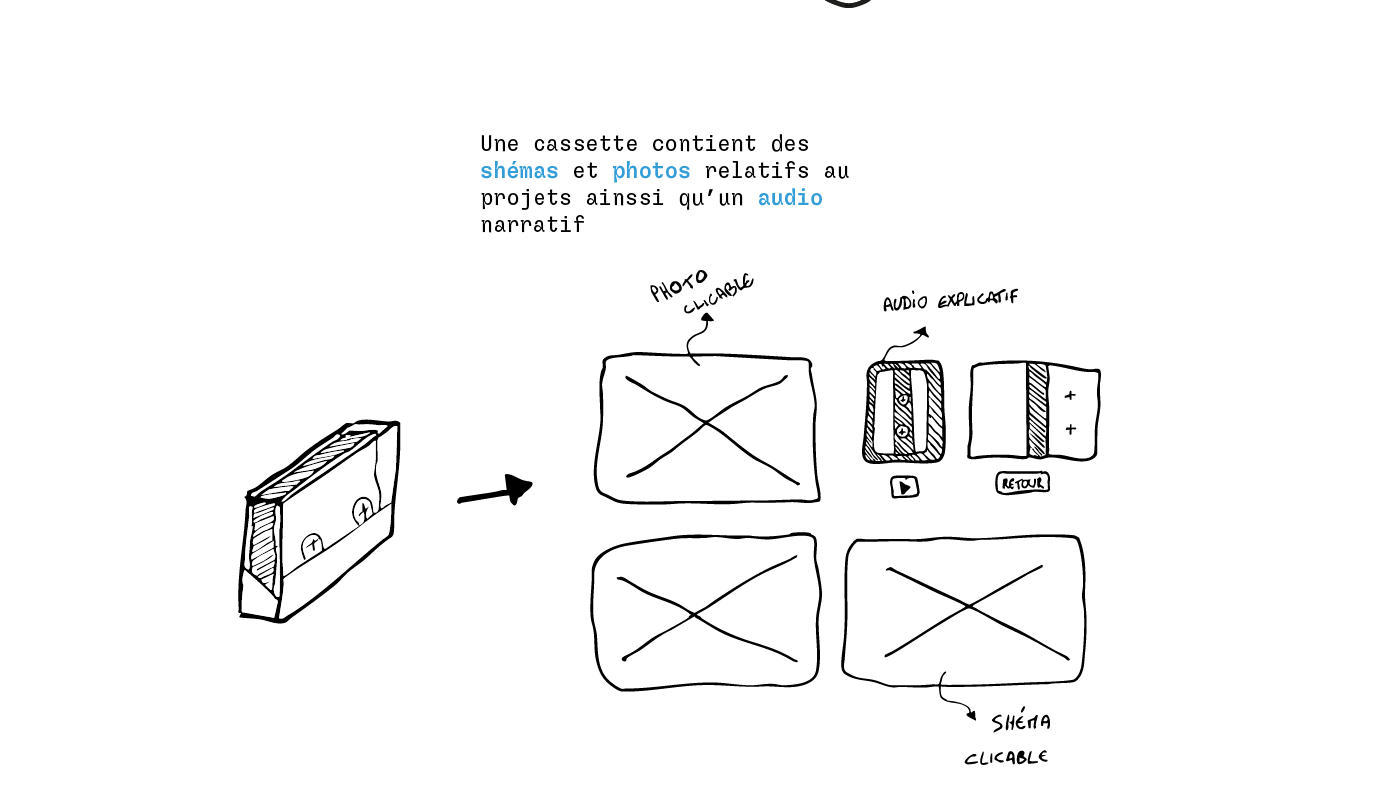 Une cassette contient des
shémas et photos relatifs au
projets ainssi qu’un audio
narratif
PHOTO
CLICABLE
AUDIO EXPLICATIF
RETOUR
SHÉMA
CLICABLE